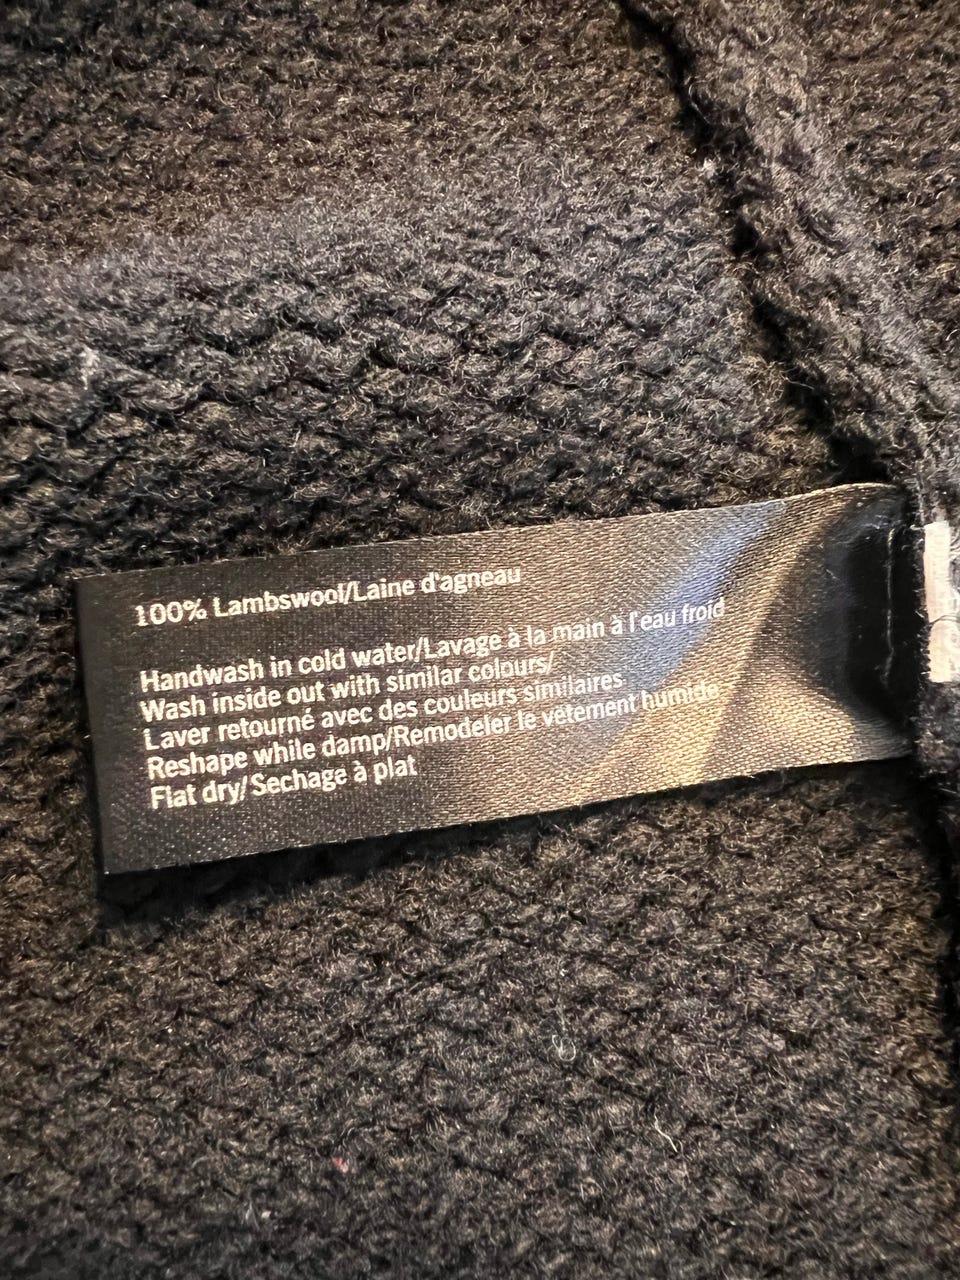 100% Lambswool/Laine d'agneau
Handwash in cold water/Lavage à la main à l'eau froid
Wash inside out with similar colours/
Laver retourné avec des couleurs similaires
Reshape while damp/Remodeler le vêtement humide
Flat dry/Sechage à plat